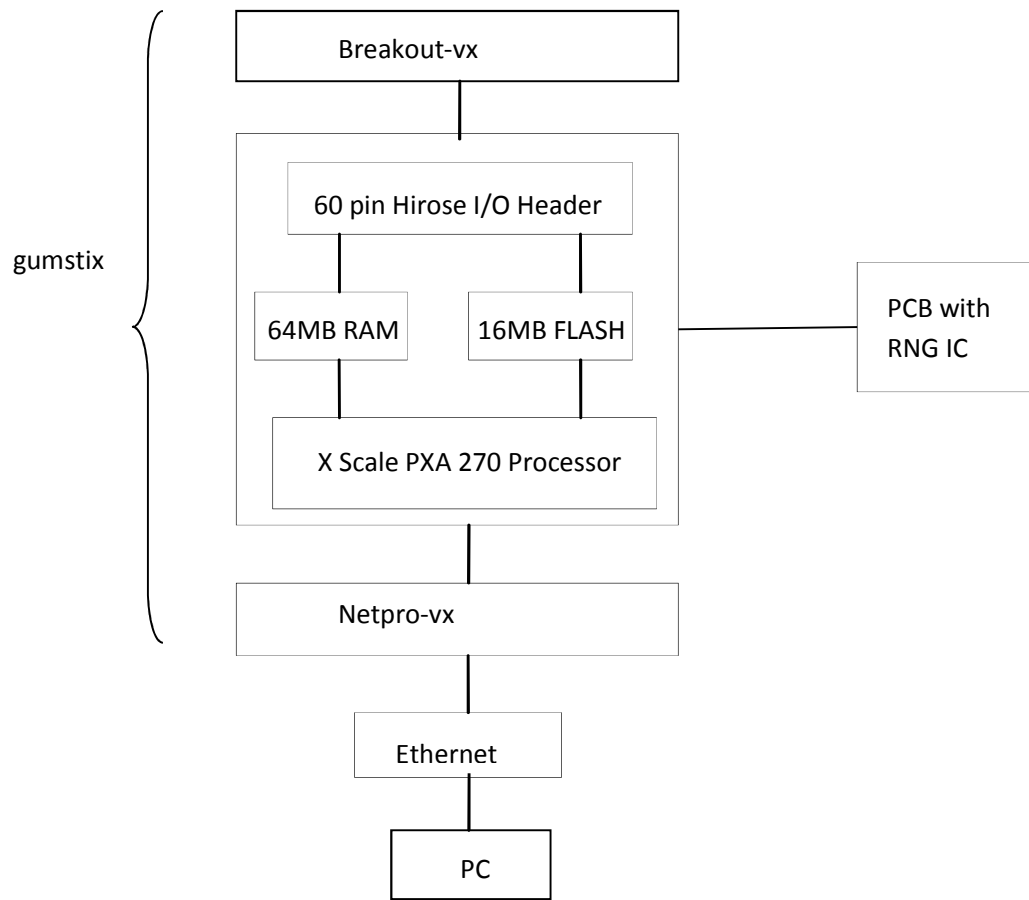 Breakout-vx
60 pin Hirose I/O Header
gumstix
64MB RAM
16MB FLASH
PCB with
RNG IC
X Scale PXA 270 Processor
Netpro-vx
Ethernet
PC